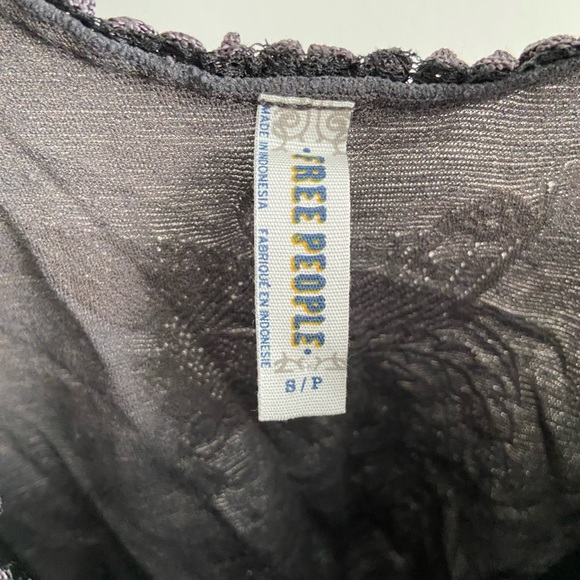 ·FREE PEOPLE·
MADE IN INDONESIA FABRIQUÉ EN INDONESIE
S/P